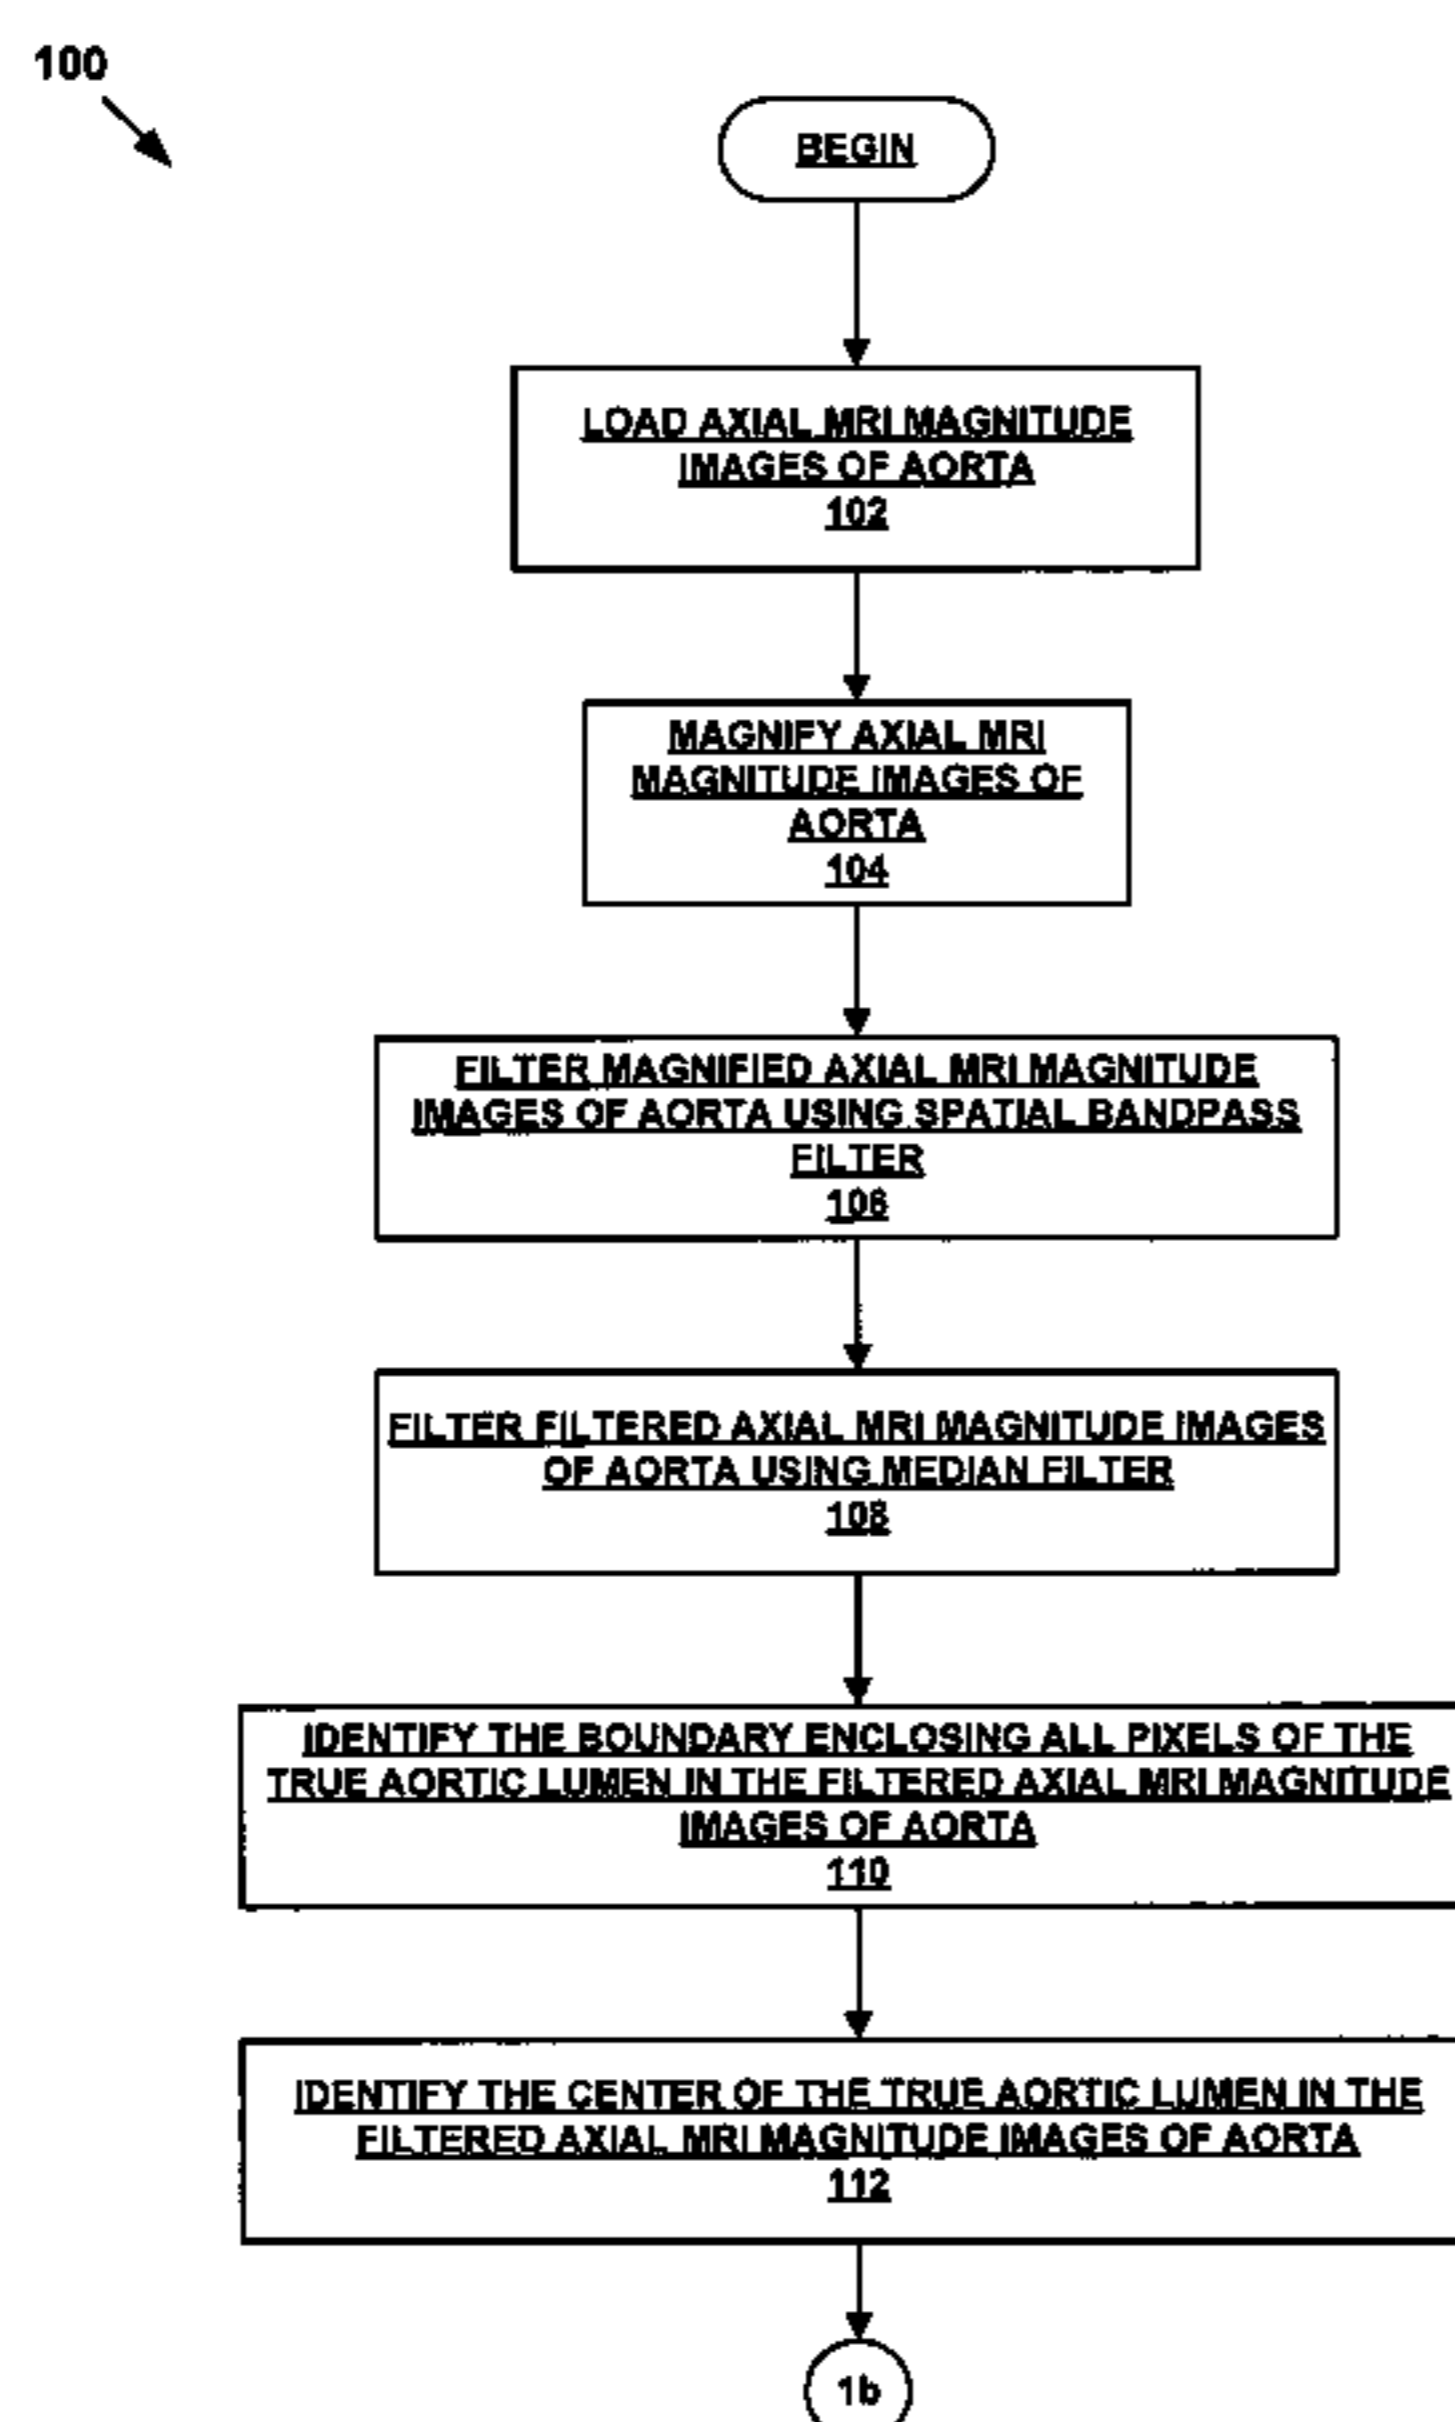 100
BEGIN
LOAD AXIAL MRI MAGNITUDE
IMAGES OF AORTA
102
MAGNIFY AXIAL MRI
MAGNITUDE IMAGES OF
AORTA
104
FILTER MAGNIFIED AXIAL MRI MAGNITUDE
IMAGES OF AORTA USING SPATIAL BANDPASS
FILTER
106
FILTER FILTERED AXIAL MRI MAGNITUDE IMAGES
OF AORTA USING MEDIAN FILTER
108
IDENTIFY THE BOUNDARY ENCLOSING ALL PIXELS OF THE
TRUE AORTIC LUMEN IN THE FILTERED AXIAL MRI MAGNITUDE
IMAGES OF AORTA
110
IDENTIFY THE CENTER OF THE TRUE AORTIC LUMEN IN THE
FILTERED AXIAL MRI MAGNITUDE IMAGES OF AORTA
112
1b